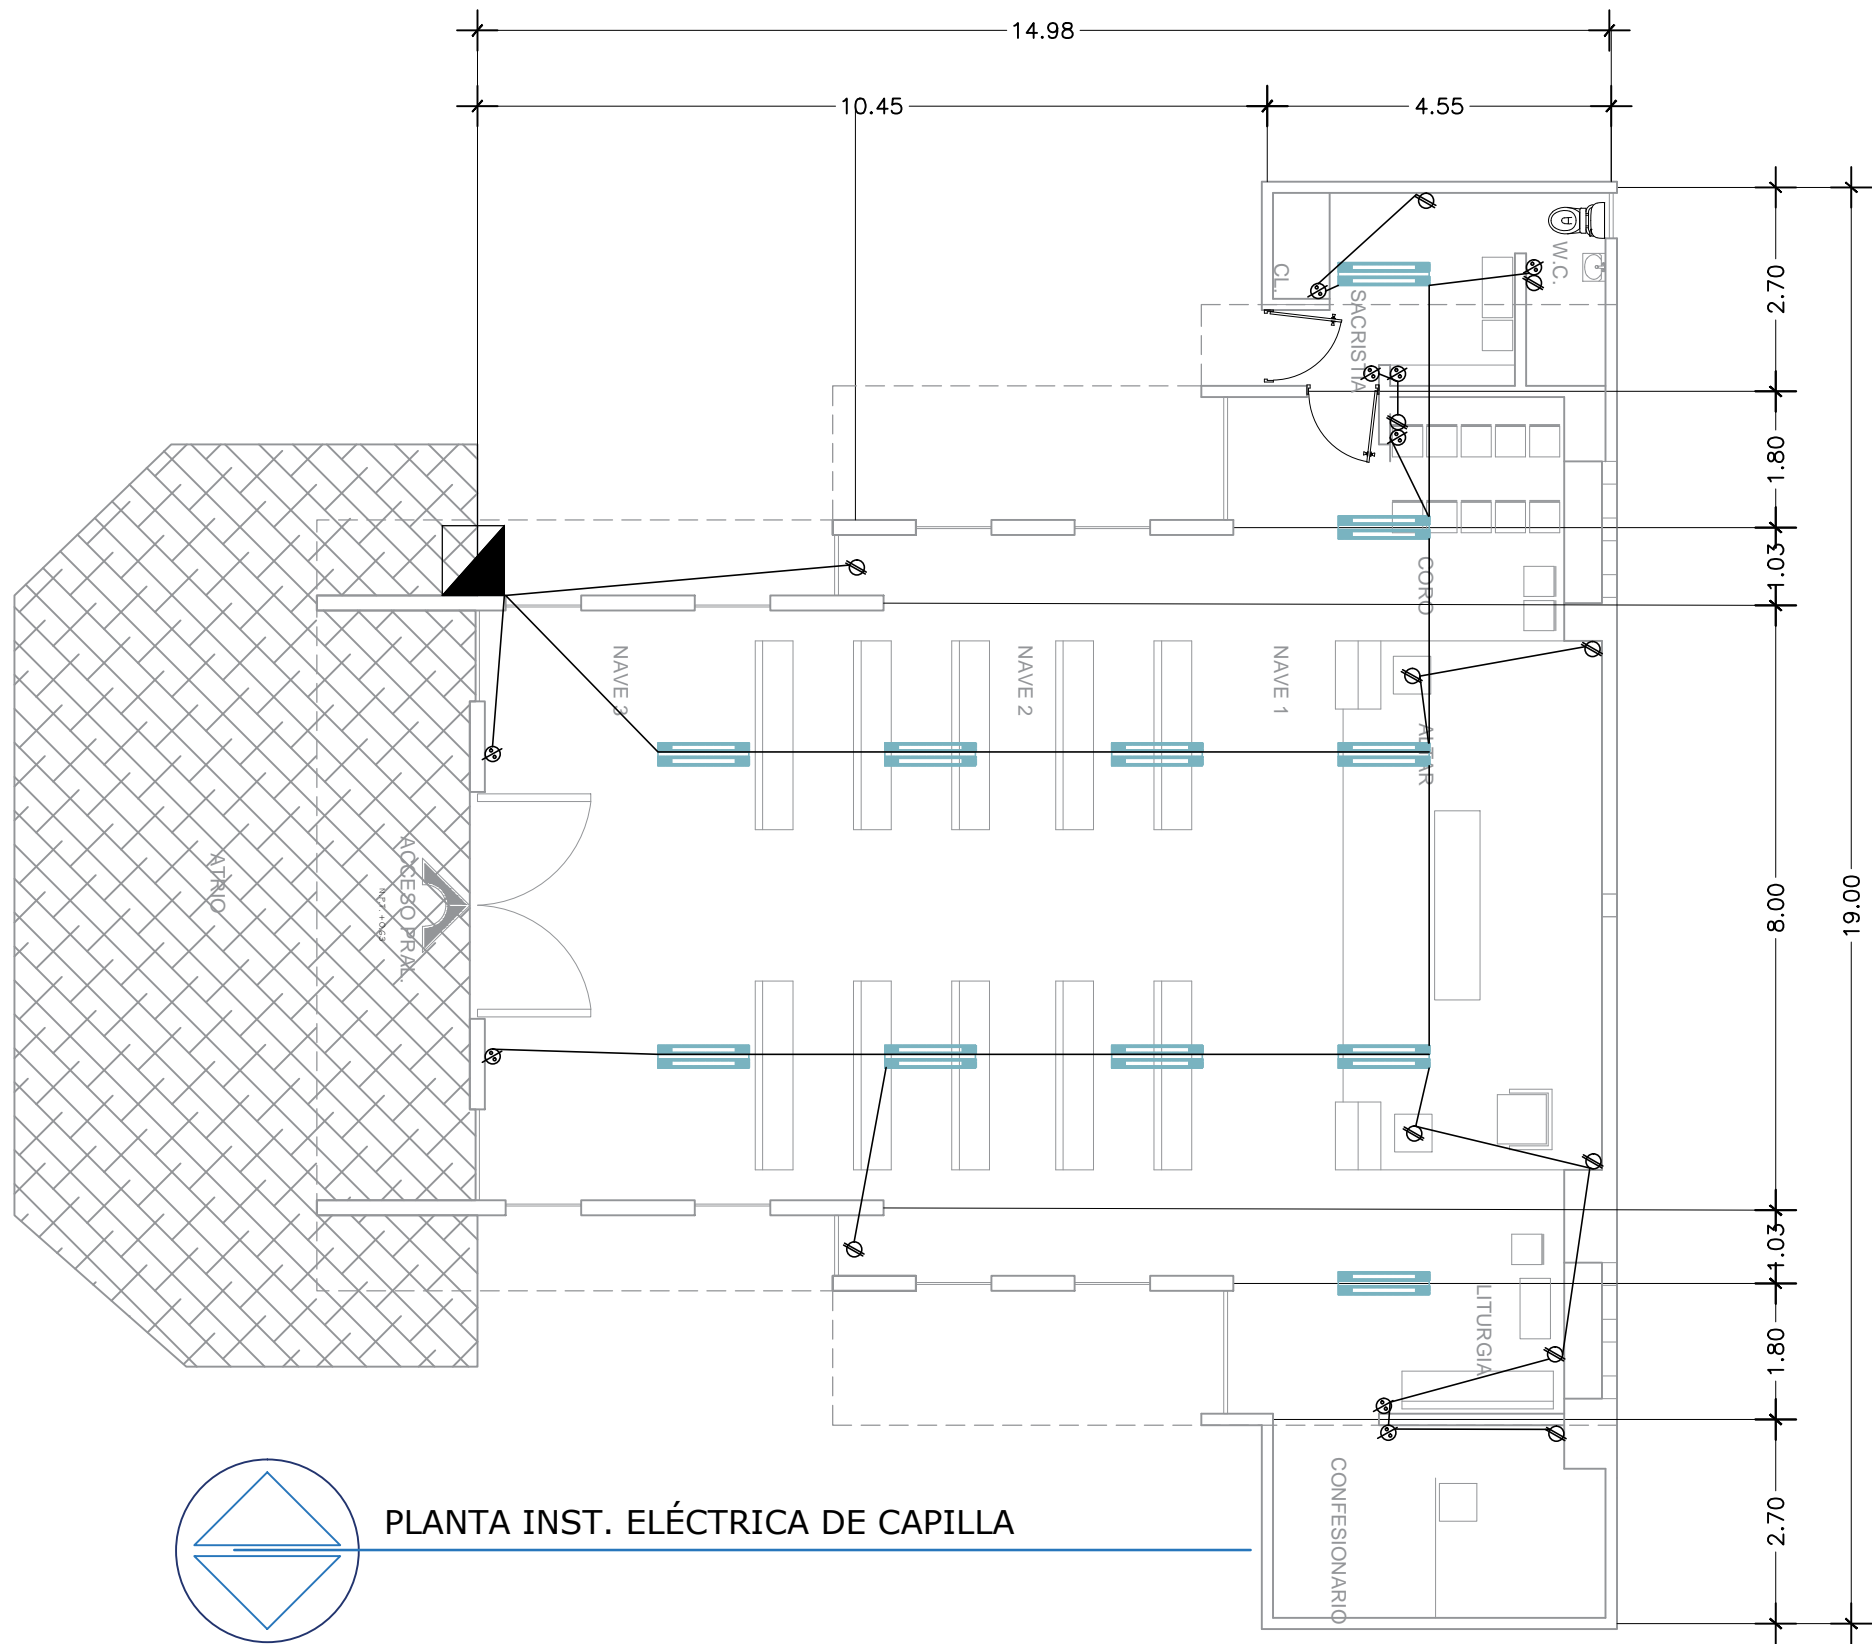 14.98
10.45
4.55
CL.
W.C.
SACRISTIA
2.70
1.80
1.03
CORO
NAVE 3
NAVE 2
NAVE 1
ALTAR
ATRIO
ACCESO PRAL.
N.P.T. +0.63
8.00
19.00
1.03
LITURGIA
1.80
CONFESIONARIO
2.70
PLANTA INST. ELÉCTRICA DE CAPILLA